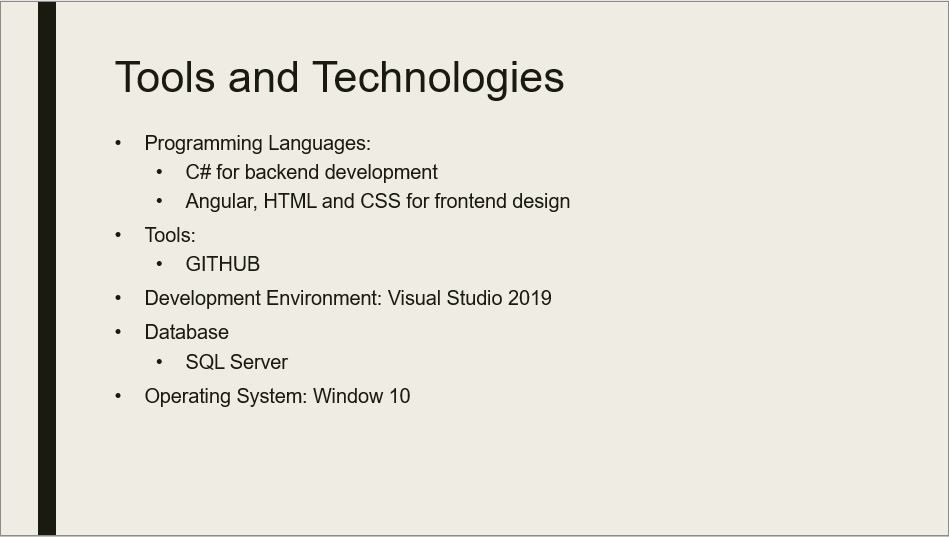 Tools and Technologies
• Programming Languages:
• C# for backend development
• Angular, HTML and CSS for frontend design
• Tools:
• GITHUB
• Development Environment: Visual Studio 2019
• Database
• SQL Server
• Operating System: Window 10